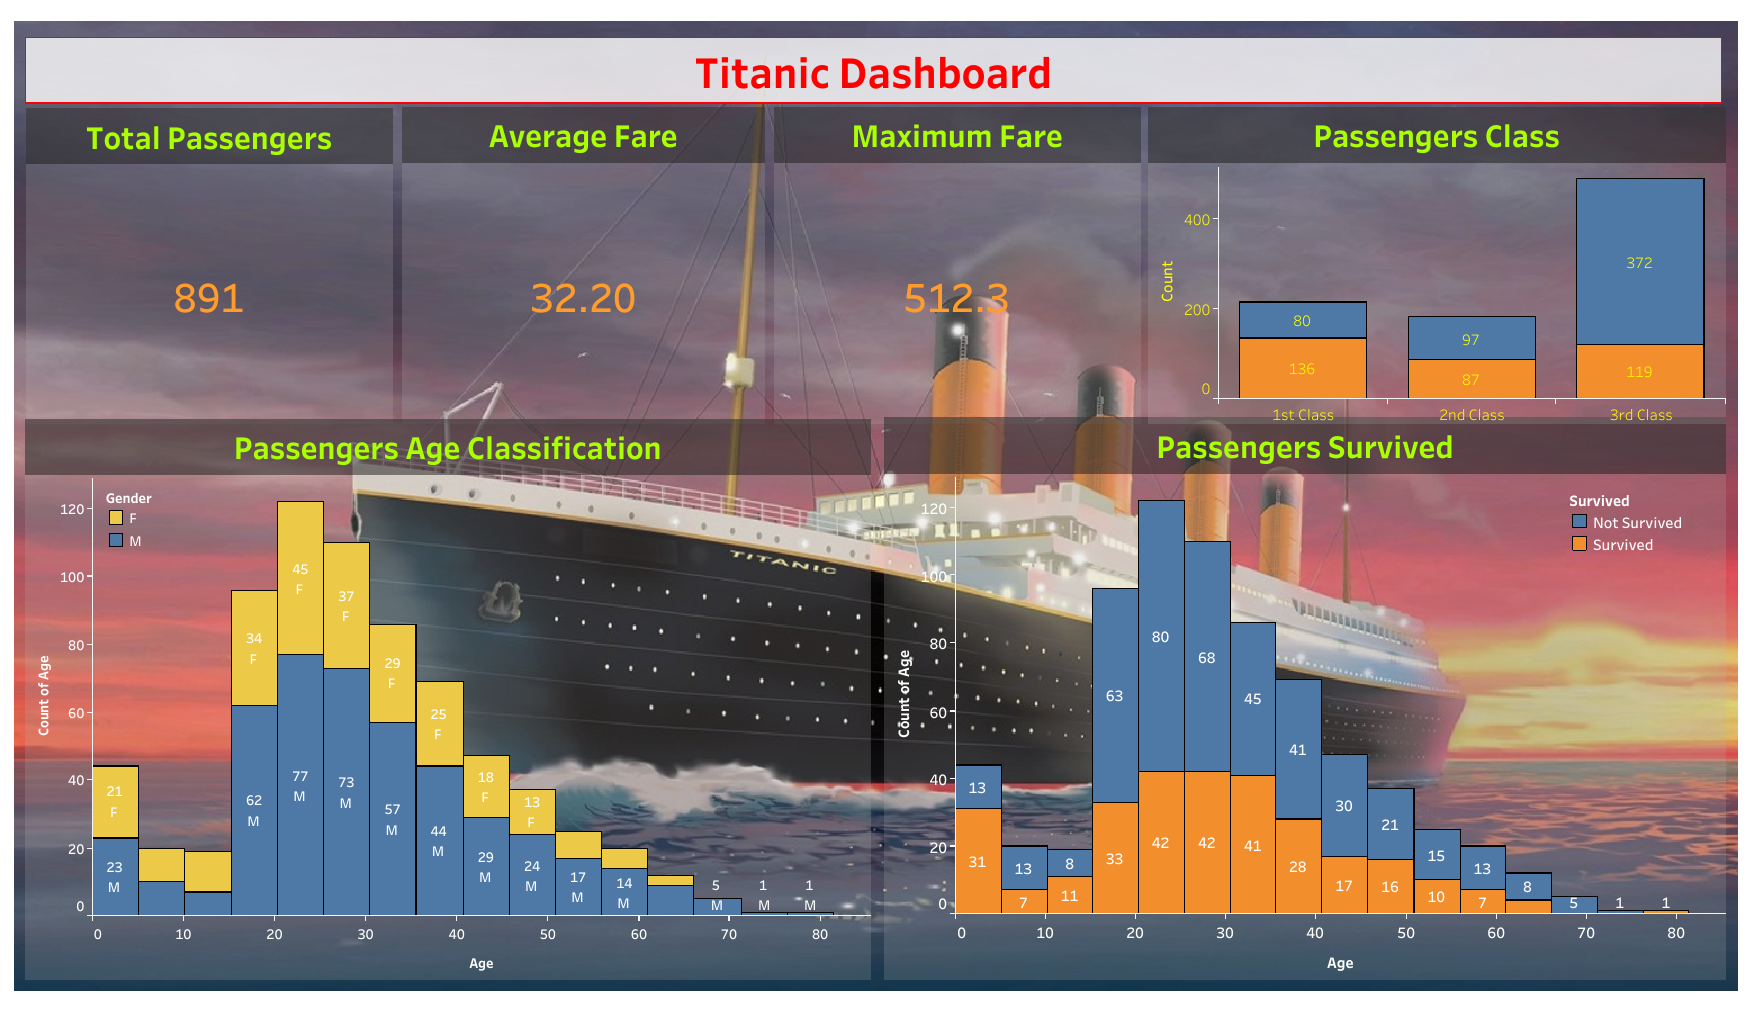 Titanic Dashboard
Total Passengers
Average Fare
Maximum Fare
Passengers Class
891
32.20
512.3
Count
400
200
0
80
136
97
87
372
119
1st Class
2nd Class
3rd Class
Passengers Age Classification
Gender
F
M
Count of Age
120
100
80
60
40
20
0
21
F
23
M
34
F
62
M
45
F
77
M
37
F
73
M
29
F
57
M
25
F
44
M
18
F
29
M
13
F
24
M
17
M
14
M
5
M
1
M
1
M
0
10
20
30
40
50
60
70
80
Age
TITANIC
Passengers Survived
Survived
Not Survived
Survived
Count of Age
120
100
80
60
40
20
0
13
31
13
7
8
11
63
33
80
42
68
42
45
41
41
28
30
17
21
16
15
10
13
7
8
5
1
1
0
10
20
30
40
50
60
70
80
Age